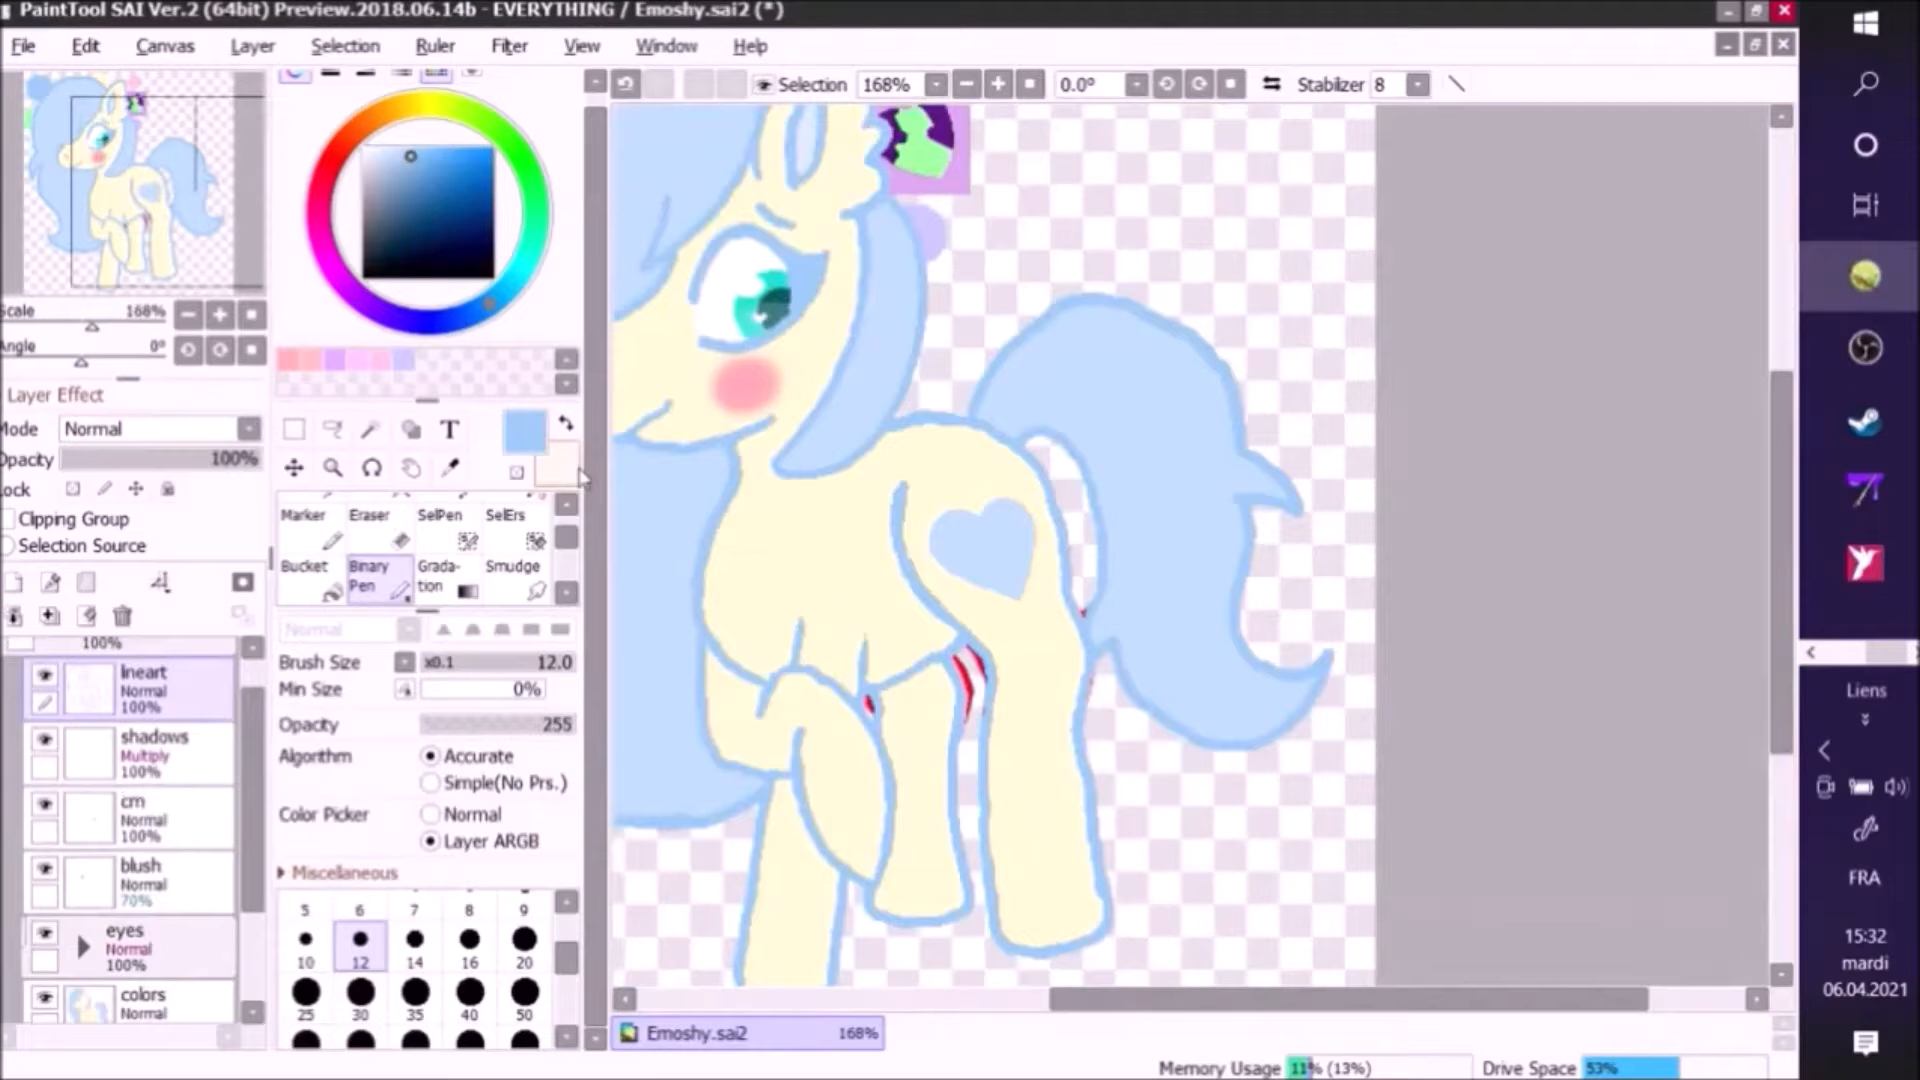 PaintTool SAI Ver.2 (64bit) Preview.2018.06.14b - EVERYTHING / Emoshy.sai2 (*)
File Edit Canvas Layer Selection Ruler Filter View Window Help
Selection 168% 0.0° Stabilizer 8
Scale 168%
Angle 0°
Layer Effect
Mode Normal
Opacity 100%
Lock
Clipping Group
Selection Source
100%
lineart
Normal
100%
shadows
Multiply
100%
cm
Normal
100%
blush
Normal
70%
eyes
Normal
100%
colors
Normal
T
Marker Eraser SelPen SelErs
Bucket Binary Pen Grada-tion Smudge
Normal
Brush Size x0.1 12.0
Min Size 0%
Opacity 255
Algorithm Accurate
Simple(No Prs.)
Color Picker Normal
Layer ARGB
Miscellaneous
5 6 7 8 9
10 12 14 16 20
25 30 35 40 50
Emoshy.sai2 168%
Memory Usage 11% (13%) Drive Space 53%
Liens
FRA
15:32
mardi
06.04.2021